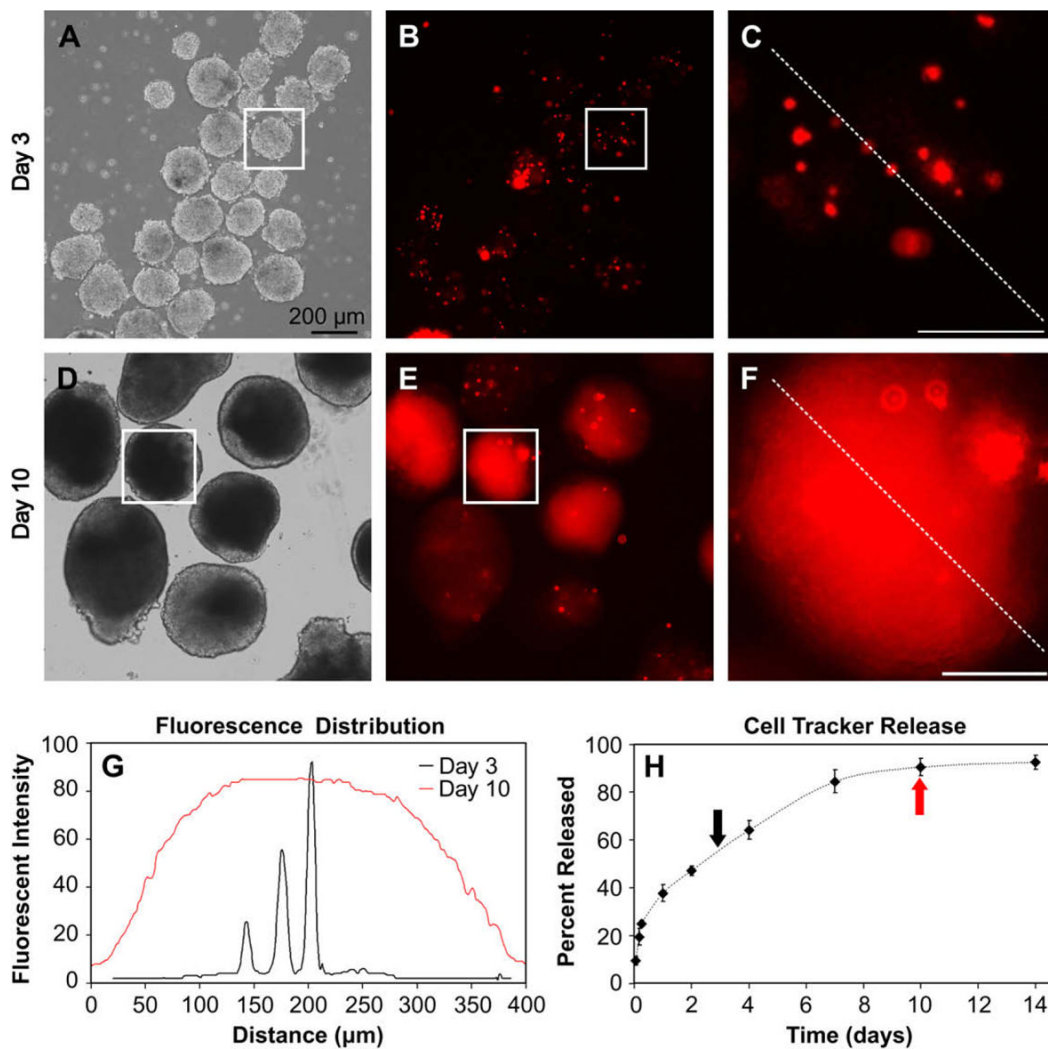 A
B
C
Day 3
200 µm
D
E
F
Day 10
Fluorescence Distribution
G
Day 3
Day 10
100
80
60
40
20
0
Fluorescent Intensity
0 50 100 150 200 250 300 350 400
Distance (µm)
Cell Tracker Release
H
100
80
60
40
20
0
Percent Released
0 2 4 6 8 10 12 14
Time (days)